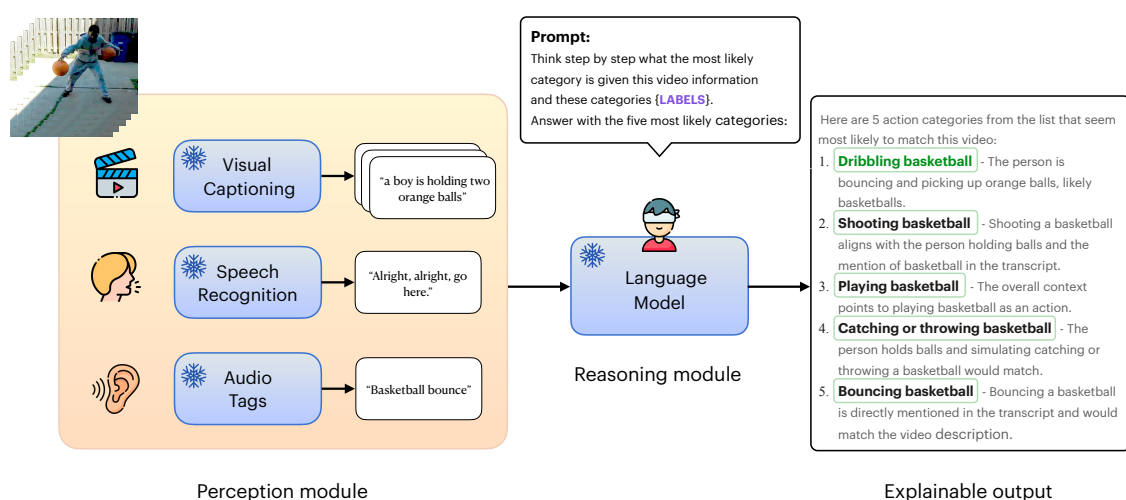 Prompt:
Think step by step what the most likely
category is given this video information
and these categories {LABELS}.
Answer with the five most likely categories:
Visual
Captioning
“a boy is holding two
orange balls”
Speech
Recognition
“Alright, alright, go
here.”
Audio
Tags
“Basketball bounce”
Perception module
Language
Model
Reasoning module
Here are 5 action categories from the list that seem
most likely to match this video:
1. Dribbling basketball - The person is
bouncing and picking up orange balls, likely
basketballs.
2. Shooting basketball - Shooting a basketball
aligns with the person holding balls and the
mention of basketball in the transcript.
3. Playing basketball - The overall context
points to playing basketball as an action.
4. Catching or throwing basketball - The
person holds balls and simulating catching or
throwing a basketball would match.
5. Bouncing basketball - Bouncing a basketball
is directly mentioned in the transcript and would
match the video description.
Explainable output